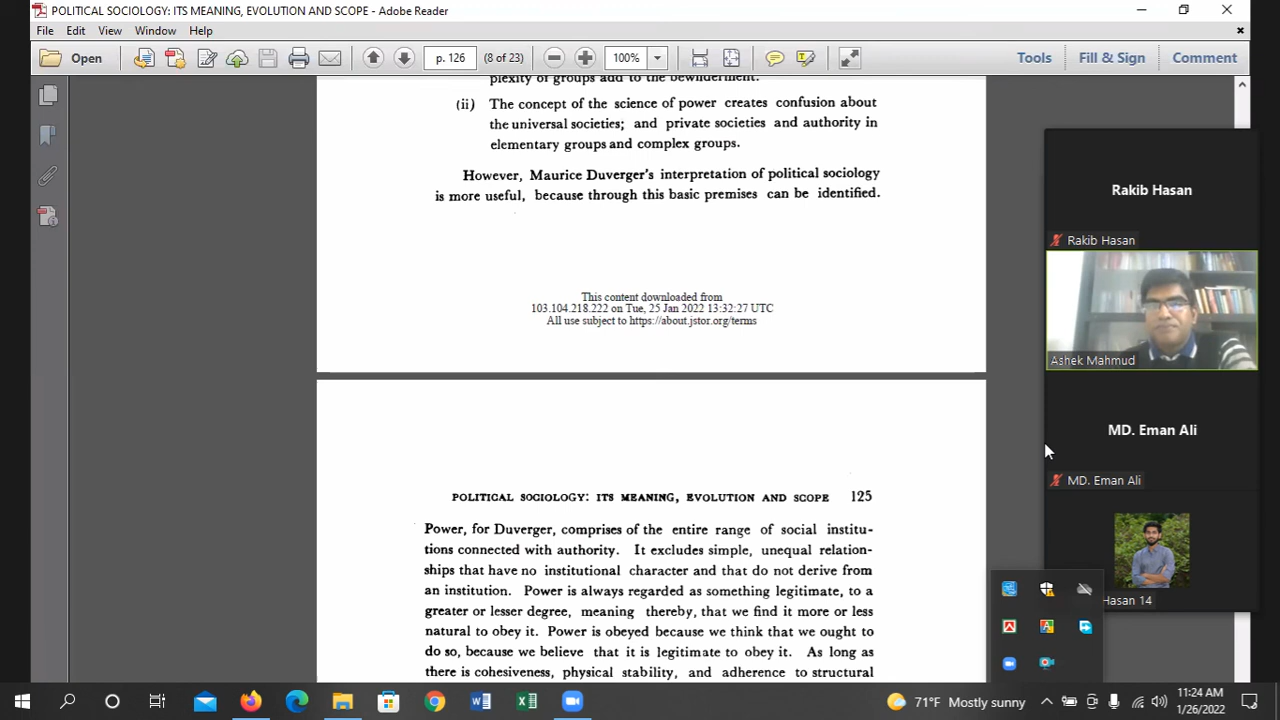 POLITICAL SOCIOLOGY: ITS MEANING, EVOLUTION AND SCOPE - Adobe Reader
File Edit View Window Help
Open p. 126 (8 of 23) 100% Tools Fill & Sign Comment
plexity of groups add to the bewilderment.
(ii) The concept of the science of power creates confusion about
the universal societies; and private societies and authority in
elementary groups and complex groups.
However, Maurice Duverger's interpretation of political sociology
is more useful, because through this basic premises can be identified.
This content downloaded from
103.104.218.222 on Tue, 25 Jan 2022 13:32:27 UTC
All use subject to https://about.jstor.org/terms
POLITICAL SOCIOLOGY: ITS MEANING, EVOLUTION AND SCOPE 125
Power, for Duverger, comprises of the entire range of social institu-
tions connected with authority. It excludes simple, unequal relation-
ships that have no institutional character and that do not derive from
an institution. Power is always regarded as something legitimate, to a
greater or lesser degree, meaning thereby, that we find it more or less
natural to obey it. Power is obeyed because we think that we ought to
do so, because we believe that it is legitimate to obey it. As long as
there is cohesiveness, physical stability, and adherence to structural
Rakib Hasan
Rakib Hasan
Ashek Mahmud
MD. Eman Ali
MD. Eman Ali
Hasan 14
71°F Mostly sunny
11:24 AM
1/26/2022